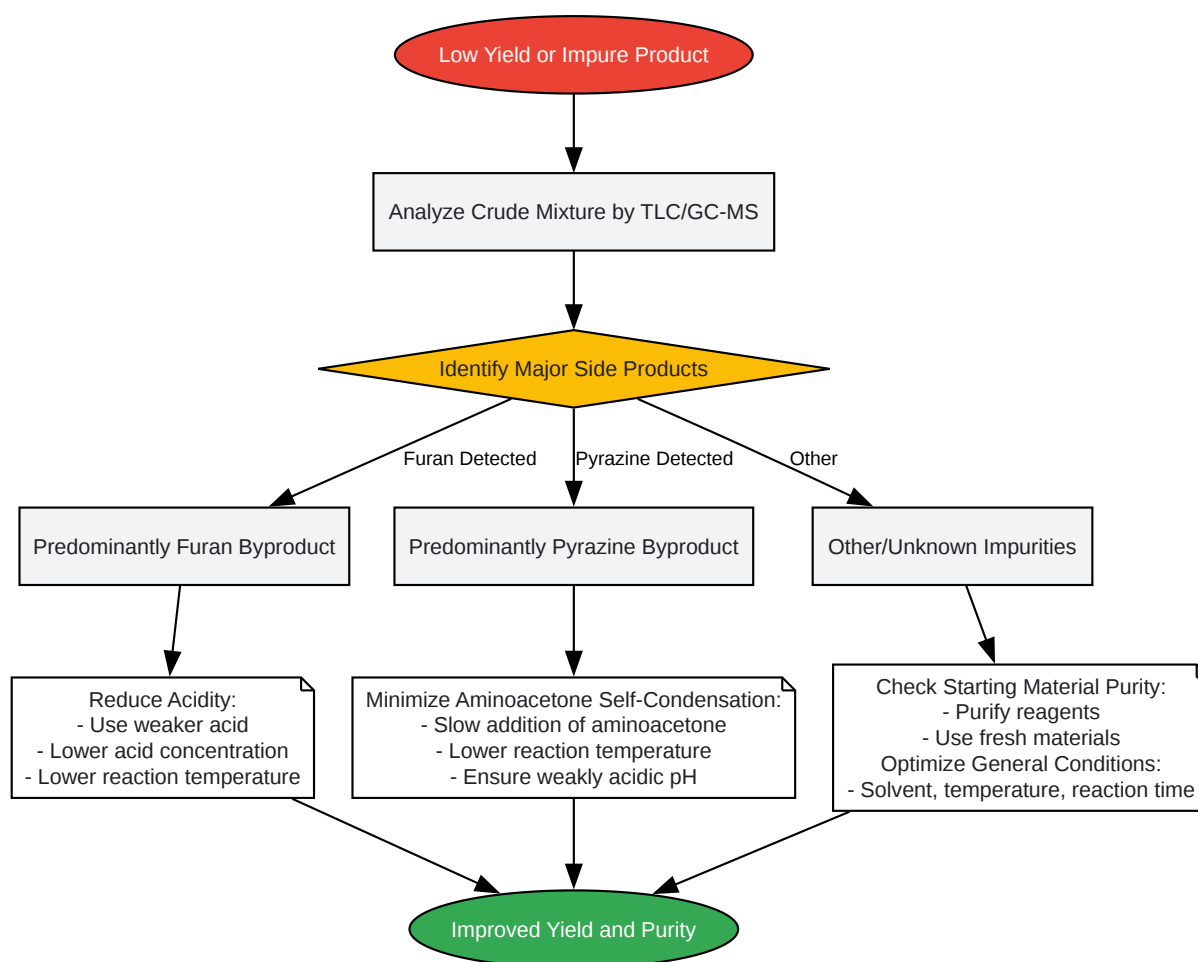 Low Yield or Impure Product
Analyze Crude Mixture by TLC/GC-MS
Identify Major Side Products
Furan Detected
Pyrazine Detected
Other
Predominantly Furan Byproduct
Predominantly Pyrazine Byproduct
Other/Unknown Impurities
Reduce Acidity:
- Use weaker acid
- Lower acid concentration
- Lower reaction temperature
Minimize Aminoacetone Self-Condensation:
- Slow addition of aminoacetone
- Lower reaction temperature
- Ensure weakly acidic pH
Check Starting Material Purity:
- Purify reagents
- Use fresh materials
Optimize General Conditions:
- Solvent, temperature, reaction time
Improved Yield and Purity